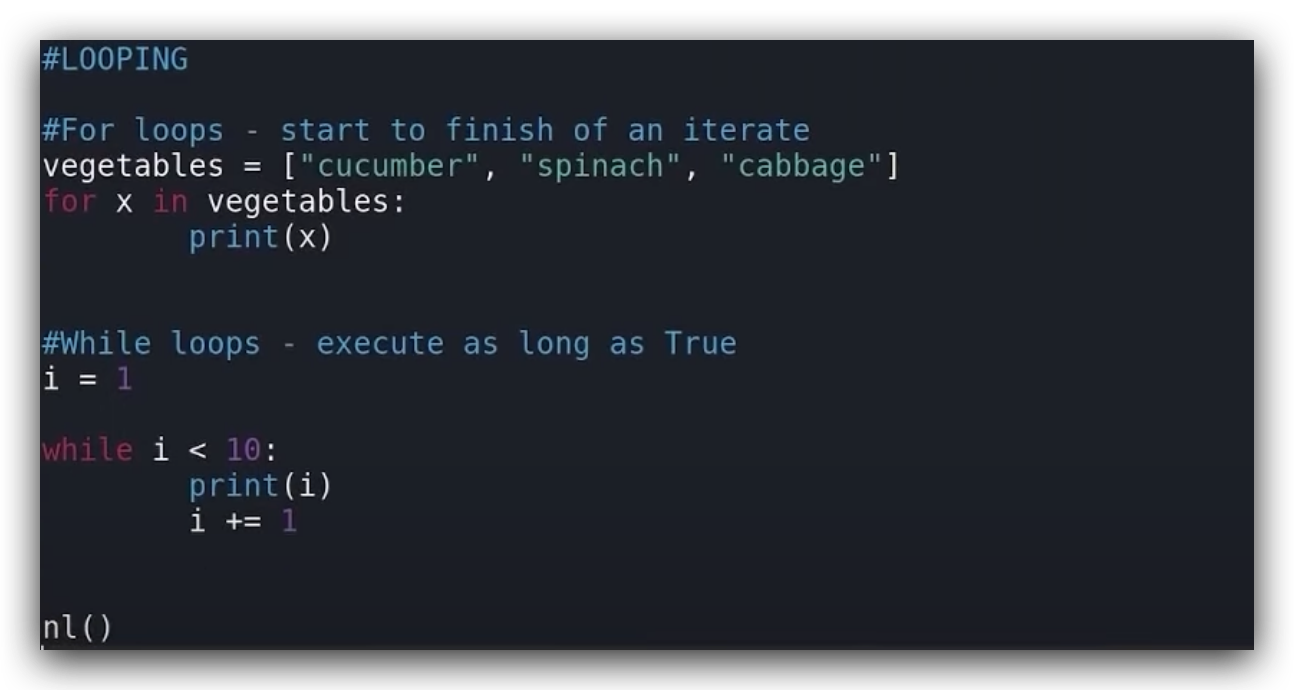 #LOOPING
#For loops - start to finish of an iterate
vegetables = ["cucumber", "spinach", "cabbage"]
for x in vegetables:
        print(x)
#While loops - execute as long as True
i = 1
while i < 10:
        print(i)
        i += 1
nl()